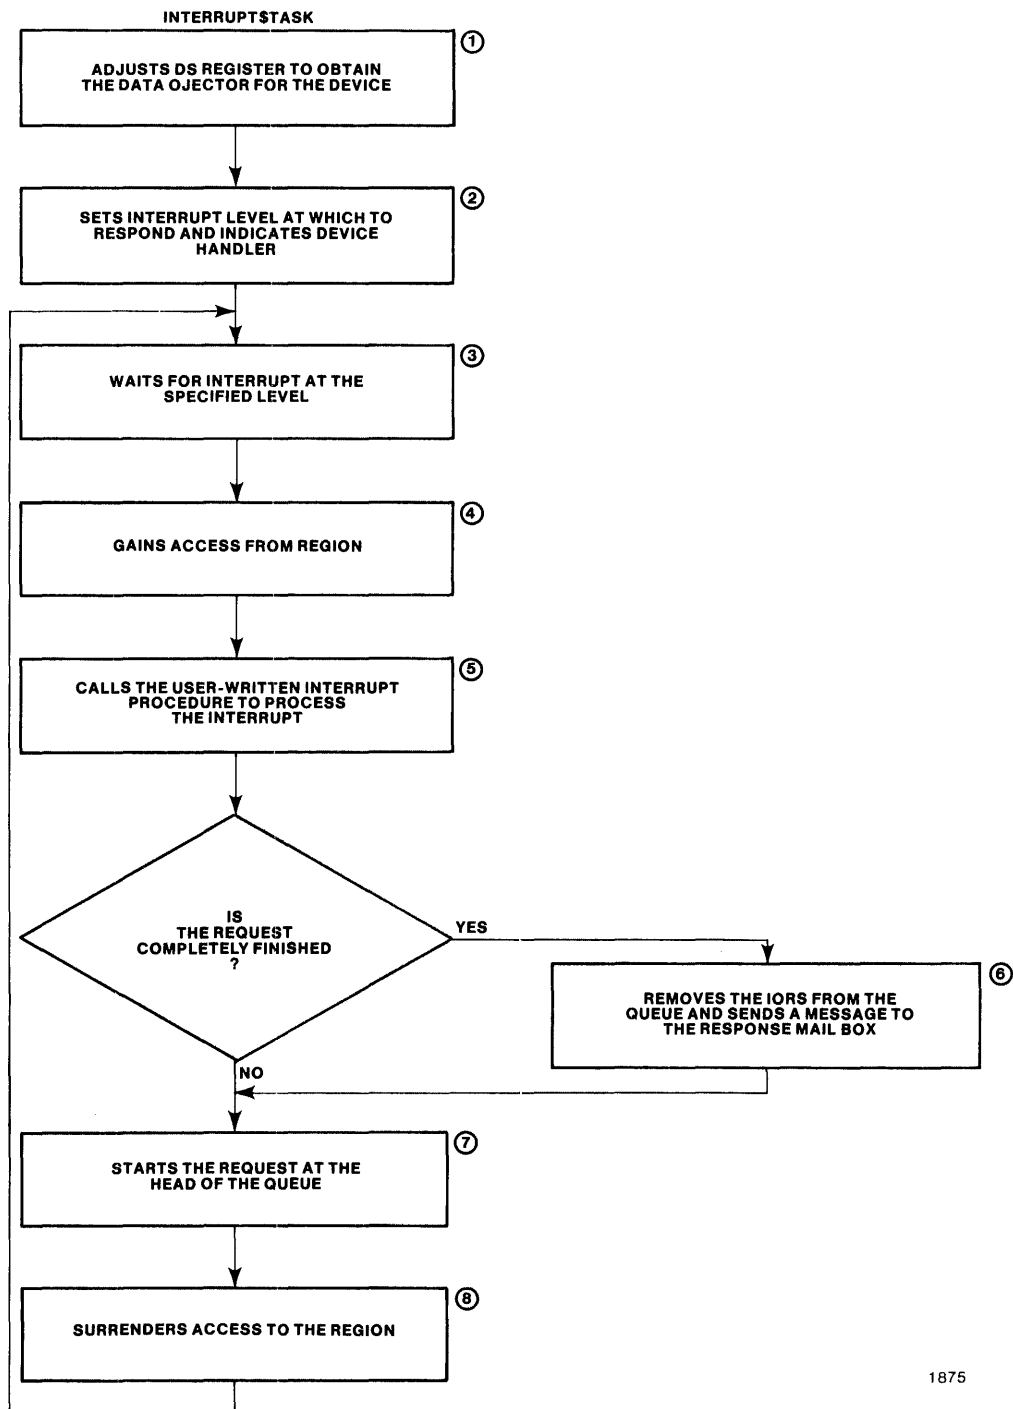 INTERRUPT$TASK
1
ADJUSTS DS REGISTER TO OBTAIN
THE DATA OJECTOR FOR THE DEVICE
2
SETS INTERRUPT LEVEL AT WHICH TO
RESPOND AND INDICATES DEVICE
HANDLER
3
WAITS FOR INTERRUPT AT THE
SPECIFIED LEVEL
4
GAINS ACCESS FROM REGION
5
CALLS THE USER-WRITTEN INTERRUPT
PROCEDURE TO PROCESS
THE INTERRUPT
IS
THE REQUEST
COMPLETELY FINISHED
?
YES
6
REMOVES THE IORS FROM THE
QUEUE AND SENDS A MESSAGE TO
THE RESPONSE MAIL BOX
NO
7
STARTS THE REQUEST AT THE
HEAD OF THE QUEUE
8
SURRENDERS ACCESS TO THE REGION
1875